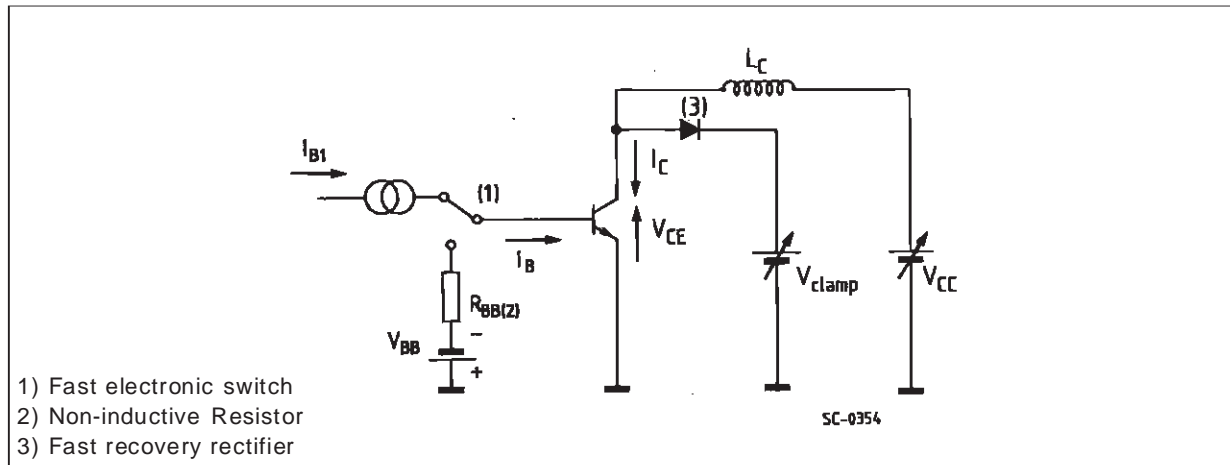 L_C
(3)
I_B1
(1)
I_C
V_CE
i_B
V_clamp
V_CC
R_BB(2)
V_BB
−
+
1) Fast electronic switch
2) Non-inductive Resistor
3) Fast recovery rectifier
SC-0354